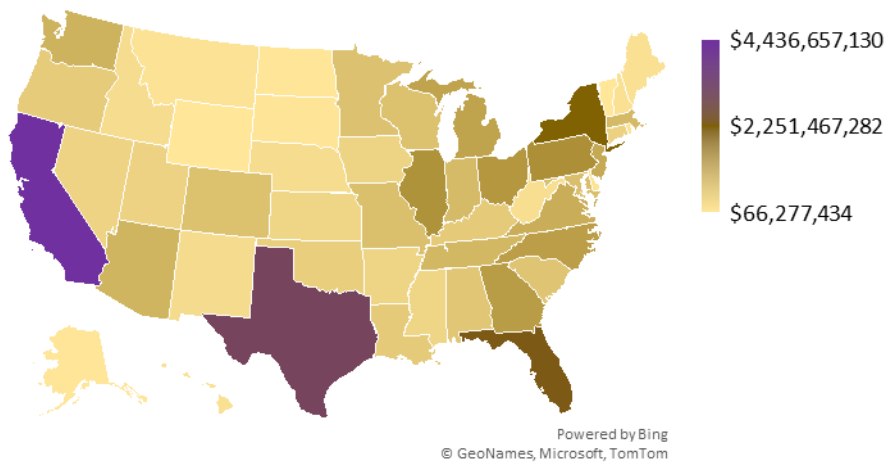 $4,436,657,130
$2,251,467,282
$66,277,434
Powered by Bing
© GeoNames, Microsoft, TomTom